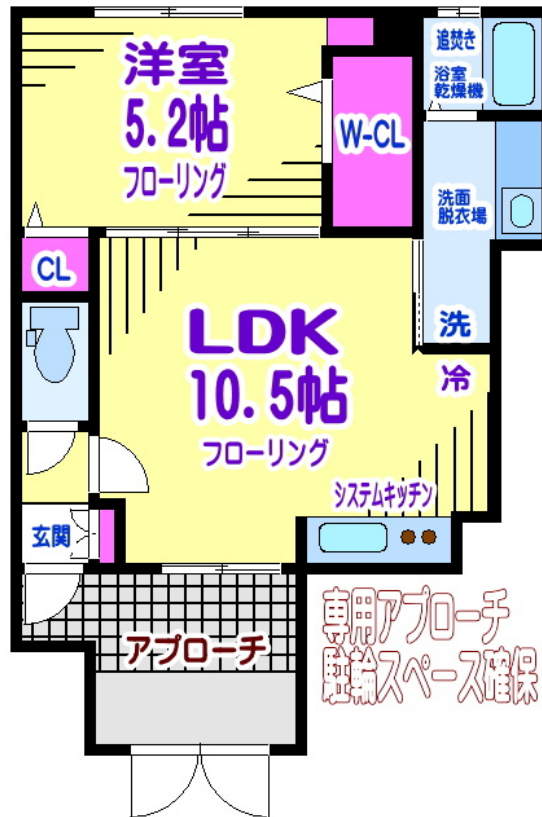 洋室
5.2帖
フローリング
W-CL
追焚き
浴室
乾燥機
洗面
脱衣場
洗
CL
LDK
10.5帖
フローリング
冷
システムキッチン
玄関
アプローチ
専用アプローチ
駐輪スペース確保